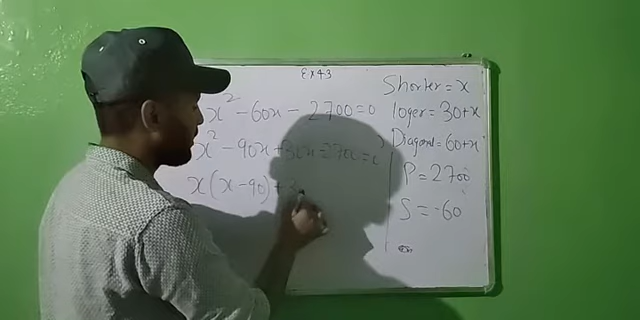 Ex 4.3
x² - 60x - 2700 = 0
x² - 90x + 30x - 2700 = 0
x(x - 90) + 3
Shorter = x
loger = 30+x
Diagonl = 60+x
P = 2700
S = -60